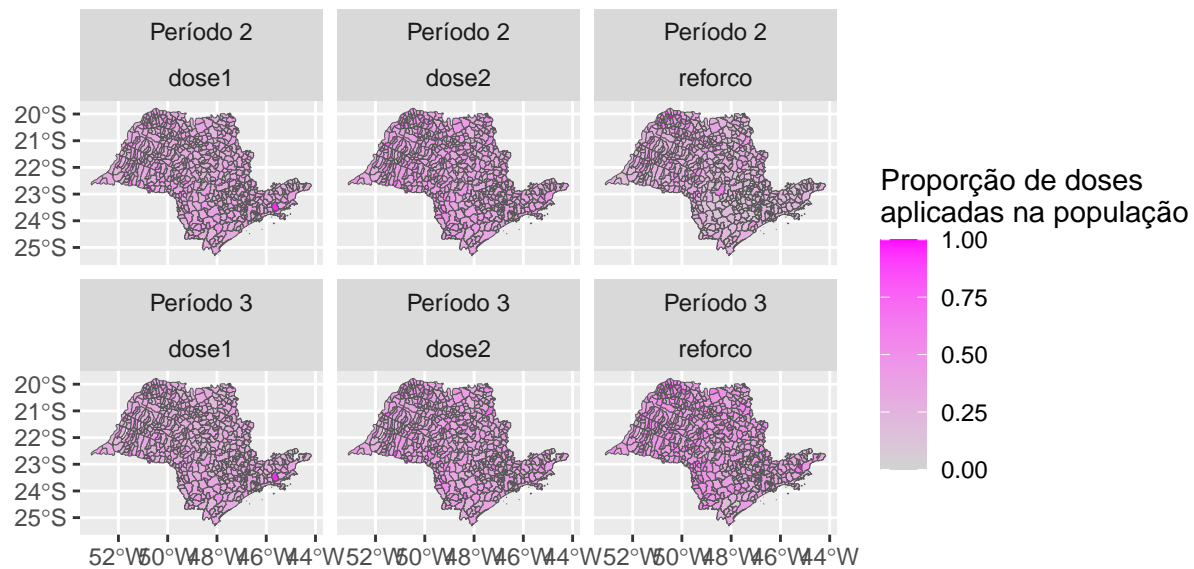 Período 2
dose1
Período 2
dose2
Período 2
reforco
20°S
21°S
22°S
23°S
24°S
25°S
Período 3
dose1
Período 3
dose2
Período 3
reforco
20°S
21°S
22°S
23°S
24°S
25°S
52°W 50°W 48°W 46°W 44°W
52°W 50°W 48°W 46°W 44°W
52°W 50°W 48°W 46°W 44°W
Proporção de doses
aplicadas na população
1.00
0.75
0.50
0.25
0.00